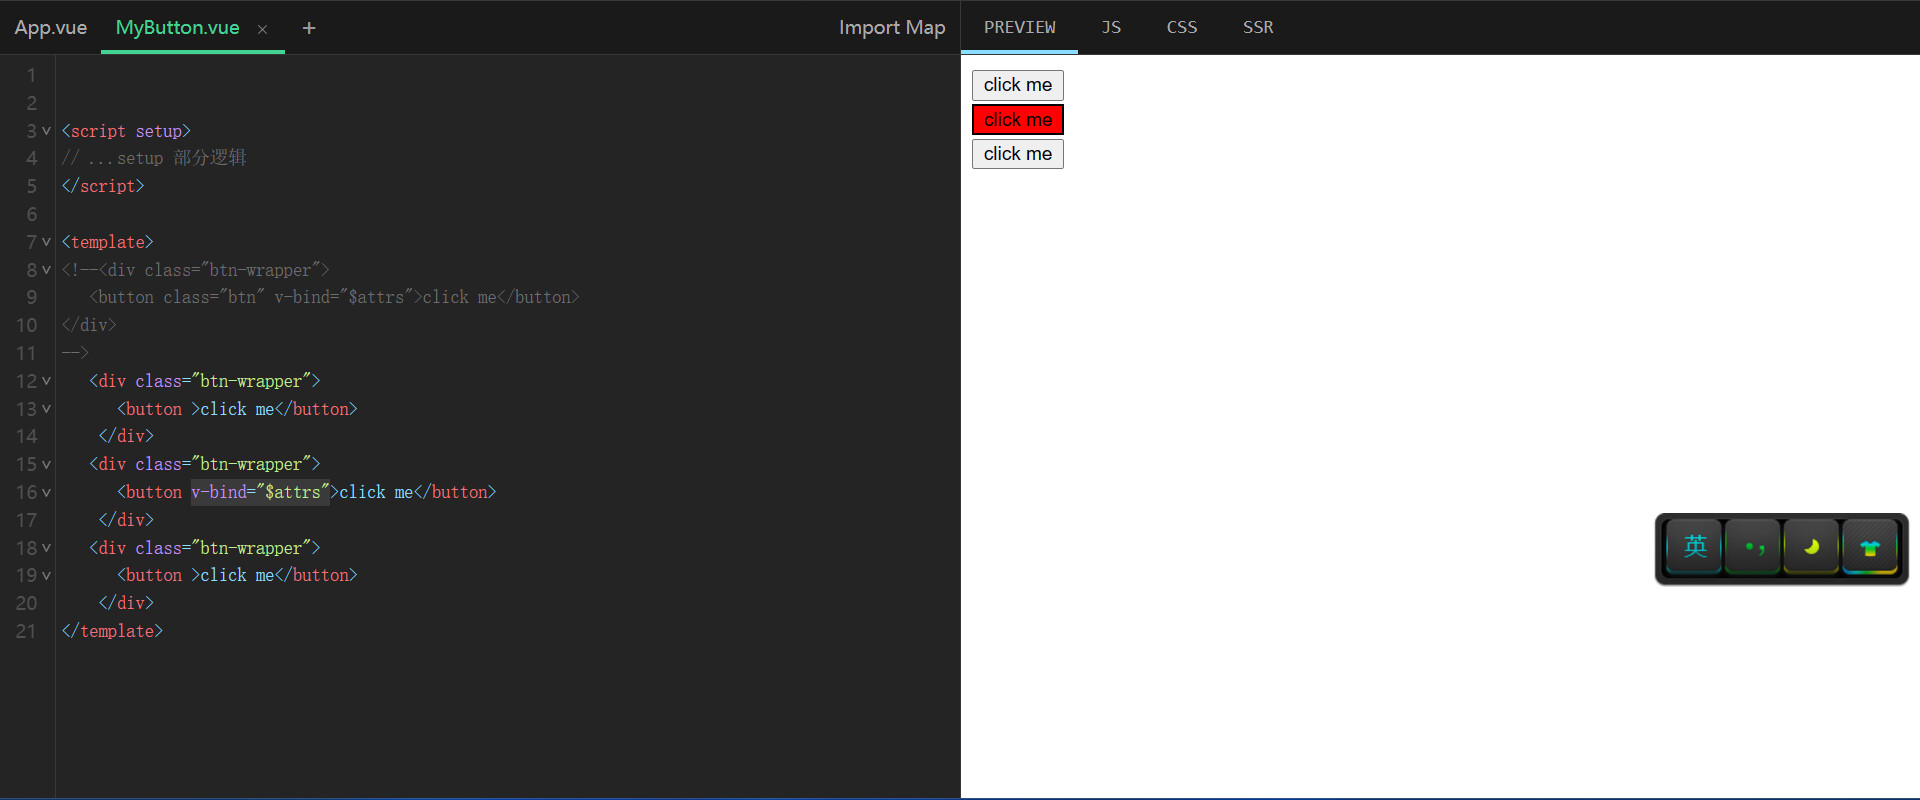 App.vue MyButton.vue × + Import Map
PREVIEW JS CSS SSR
1
2
3 <script setup>
4 // ...setup 部分逻辑
5 </script>
6
7 <template>
8 <!--<div class="btn-wrapper">
9 <button class="btn" v-bind="$attrs">click me</button>
10 </div>
11 -->
12 <div class="btn-wrapper">
13 <button >click me</button>
14 </div>
15 <div class="btn-wrapper">
16 <button v-bind="$attrs">click me</button>
17 </div>
18 <div class="btn-wrapper">
19 <button >click me</button>
20 </div>
21 </template>
click me
click me
click me
英